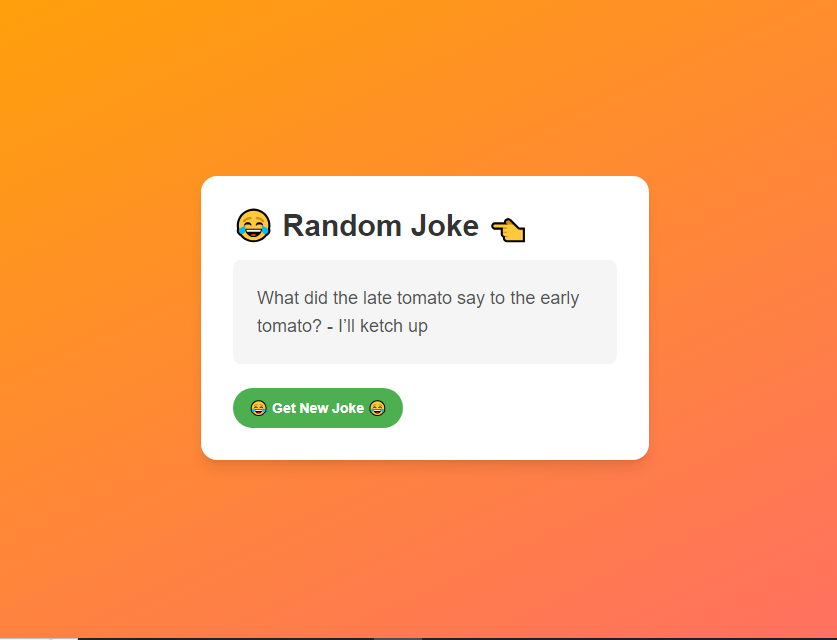 😂 Random Joke 👈
What did the late tomato say to the early
tomato? - I’ll ketch up
😂 Get New Joke 😂